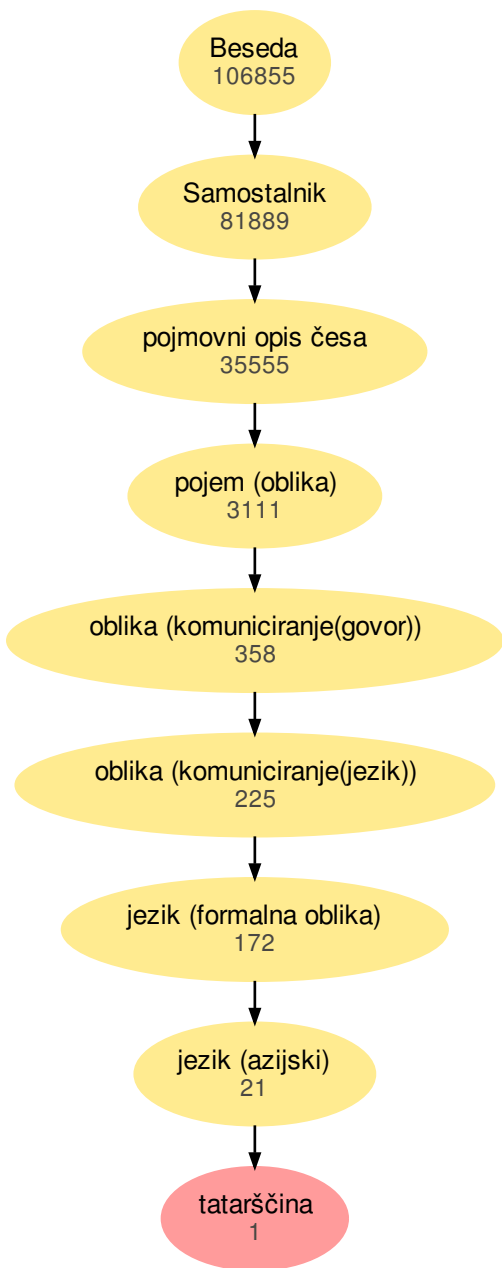 Beseda
106855
Samostalnik
81889
pojmovni opis česa
35555
pojem (oblika)
3111
oblika (komuniciranje(govor))
358
oblika (komuniciranje(jezik))
225
jezik (formalna oblika)
172
jezik (azijski)
21
tatarščina
1